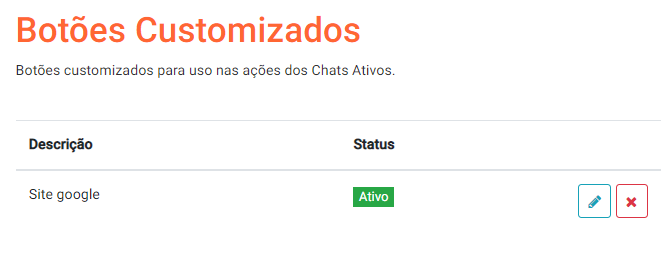 Botões Customizados
Botões customizados para uso nas ações dos Chats Ativos.
Descrição Status
Site google Ativo